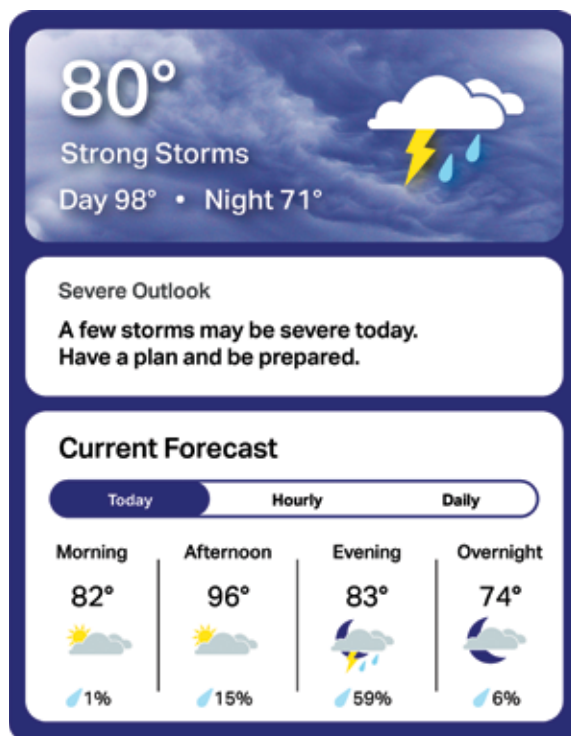 80°
Strong Storms
Day 98° • Night 71°
Severe Outlook
A few storms may be severe today.
Have a plan and be prepared.
Current Forecast
Today Hourly Daily
Morning Afternoon Evening Overnight
82° 96° 83° 74°
1% 15% 59% 6%